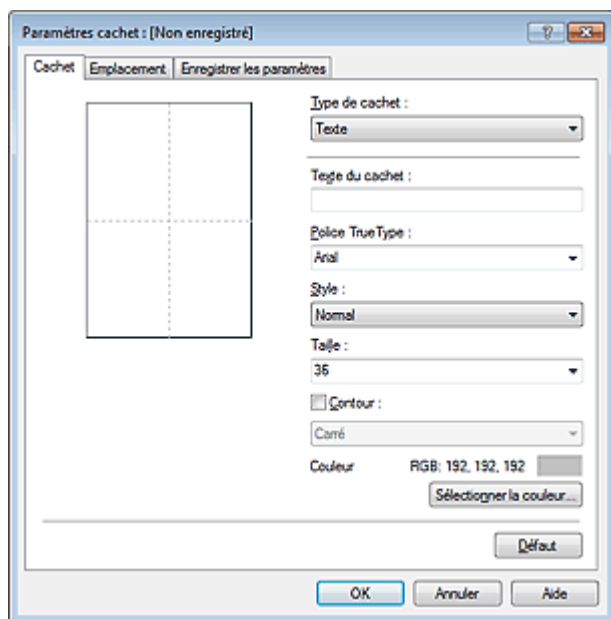 Paramètres cachet : [Non enregistré]
Cachet Emplacement Enregistrer les paramètres
Type de cachet :
Texte
Texte du cachet :
Police TrueType :
Arial
Style :
Normal
Taille :
36
Contour :
Carré
Couleur RGB: 192, 192, 192
Sélectionner la couleur...
Défaut
OK Annuler Aide